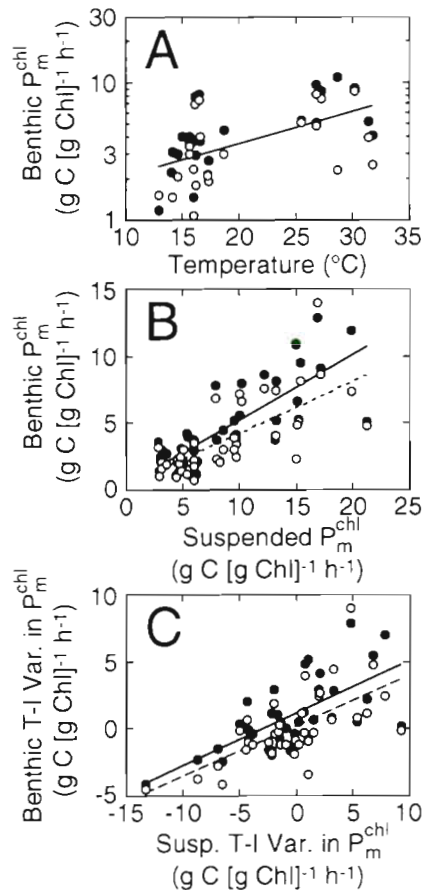 A
Benthic P_m^chl
(g C [g Chl]-1 h-1)
30
10
3
1
10 15 20 25 30 35
Temperature (°C)
B
Benthic P_m^chl
(g C [g Chl]-1 h-1)
15
10
5
0
0 5 10 15 20 25
Suspended P_m^chl
(g C [g Chl]-1 h-1)
C
Benthic T-I Var. in P_m^chl
(g C [g Chl]-1 h-1)
10
5
0
-5
-15 -10 -5 0 5 10
Susp. T-I Var. in P_m^chl
(g C [g Chl]-1 h-1)